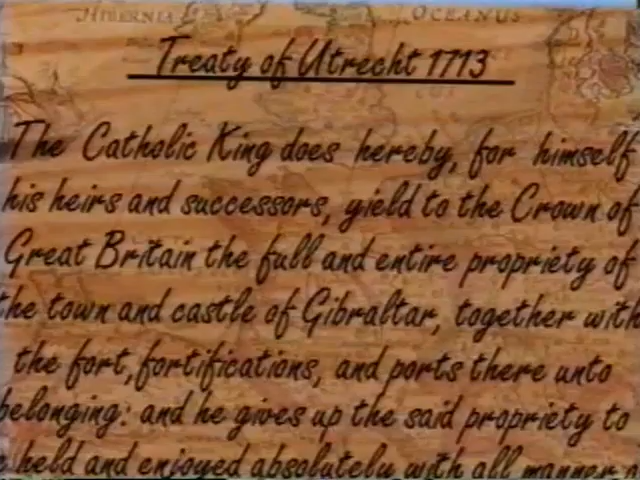 HIBERNIA
OCEANUS
Treaty of Utrecht 1713
The Catholic King does hereby, for himself
his heirs and successors, yield to the Crown of
Great Britain the full and entire propriety of
the town and castle of Gibraltar, together with
the fort, fortifications, and ports there unto
belonging: and he gives up the said propriety to
held and enjoyed absolutely with all manner